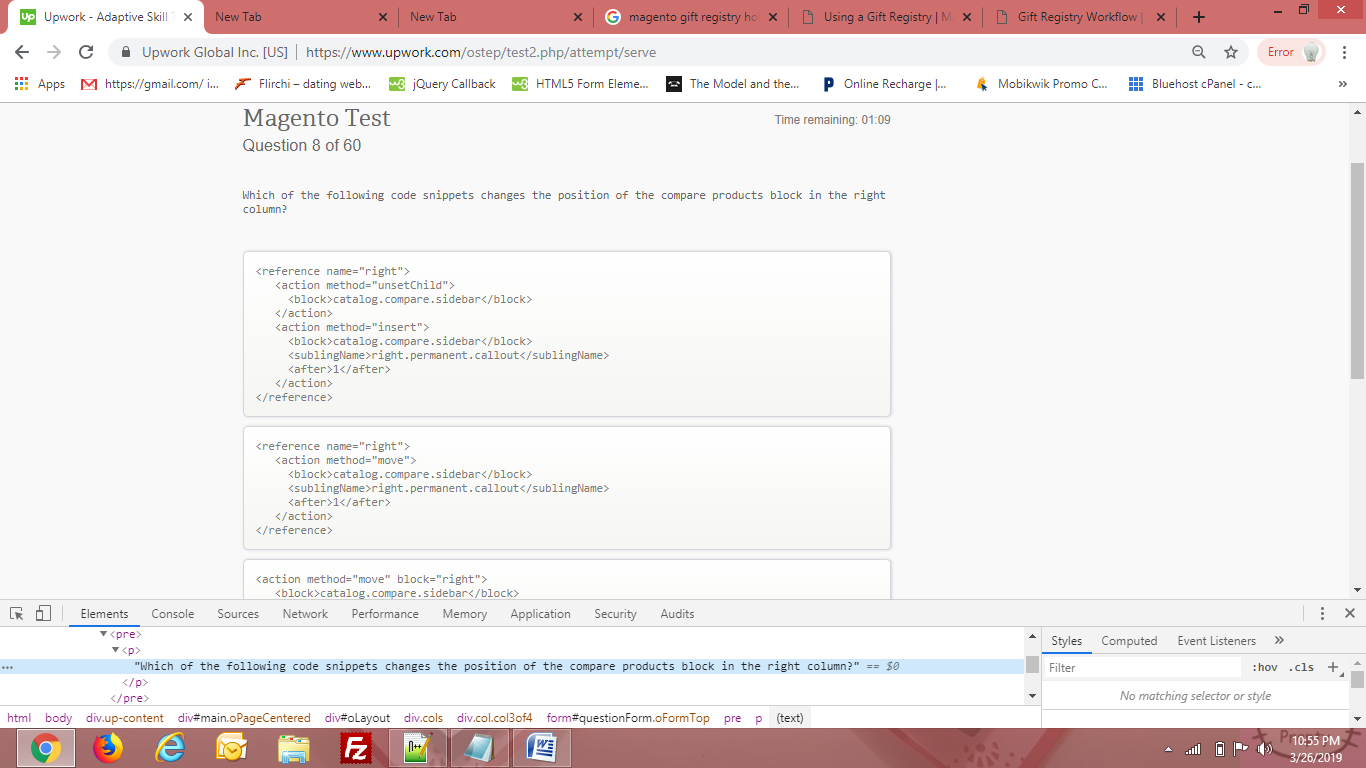 Upwork - Adaptive Skill T
New Tab
New Tab
magento gift registry ho
Using a Gift Registry | M
Gift Registry Workflow |
Upwork Global Inc. [US] | https://www.upwork.com/ostep/test2.php/attempt/serve
Error
Apps
https://gmail.com/ i...
Flirchi – dating web...
jQuery Callback
HTML5 Form Eleme...
The Model and the...
Online Recharge |...
Mobikwik Promo C...
Bluehost cPanel - c...
»
Magento Test
Time remaining: 01:09
Question 8 of 60
Which of the following code snippets changes the position of the compare products block in the right
column?
<reference name="right">
<action method="unsetChild">
<block>catalog.compare.sidebar</block>
</action>
<action method="insert">
<block>catalog.compare.sidebar</block>
<sublingName>right.permanent.callout</sublingName>
<after>1</after>
</action>
</reference>
<reference name="right">
<action method="move">
<block>catalog.compare.sidebar</block>
<sublingName>right.permanent.callout</sublingName>
<after>1</after>
</action>
</reference>
<action method="move" block="right">
<block>catalog.compare.sidebar</block>
Elements
Console
Sources
Network
Performance
Memory
Application
Security
Audits
<pre>
<p>
"Which of the following code snippets changes the position of the compare products block in the right column?" == $0
</p>
</pre>
html body div.up-content div#main.oPageCentered div#oLayout div.cols div.col.col3of4 form#questionForm.oFormTop pre p (text)
Styles
Computed
Event Listeners
»
Filter
:hov .cls +
No matching selector or style
10:55 PM
3/26/2019